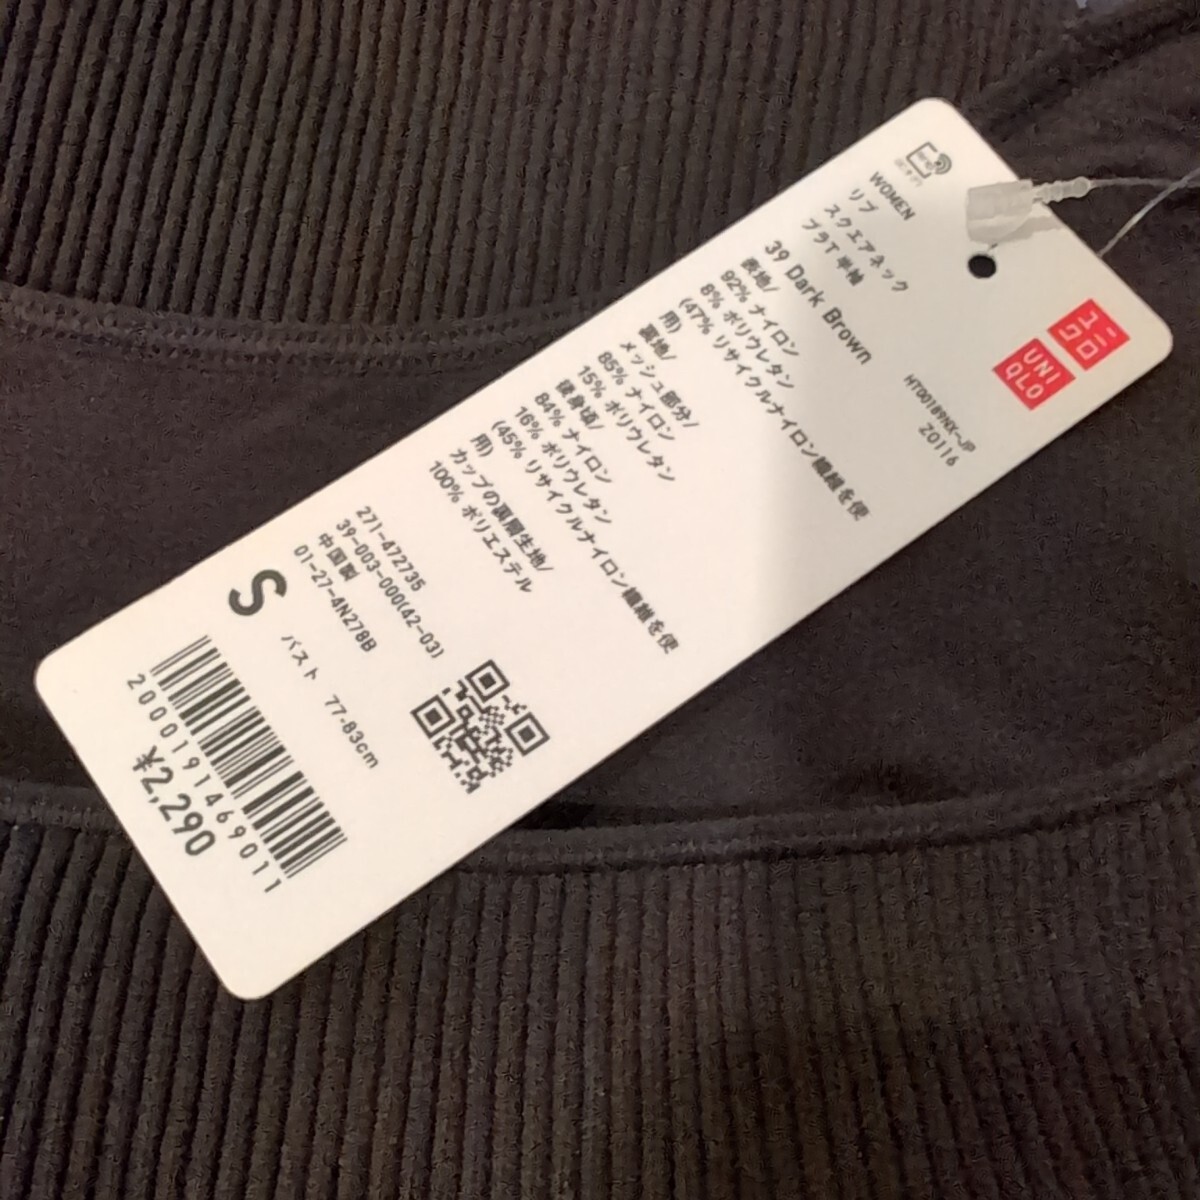 WOMEN
リブ
スクエアネック
ブラT 半袖
39 Dark Brown
表地/
92% ナイロン
8% ポリウレタン
(47% リサイクルナイロン繊維を使
用)
裏地/
メッシュ部分/
85% ナイロン
15% ポリウレタン
後身頃/
84% ナイロン
16% ポリウレタン
(45% リサイクルナイロン繊維を使
用)
カップの裏層生地/
100% ポリエステル
ユニ
クロ
UNI
QLO
HT00189NX-JP
Z0116
271-472735
39-003-000(42-03)
中国製
01-27-4N27BB
S
バスト 77-83cm
2000191469011
¥2,290